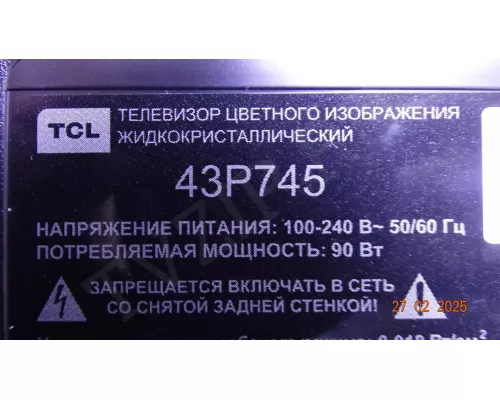 TCL
ТЕЛЕВИЗОР ЦВЕТНОГО ИЗОБРАЖЕНИЯ
ЖИДКОКРИСТАЛЛИЧЕСКИЙ
43P745
НАПРЯЖЕНИЕ ПИТАНИЯ: 100-240 В~ 50/60 Гц
ПОТРЕБЛЯЕМАЯ МОЩНОСТЬ: 90 Вт
ЗАПРЕЩАЕТСЯ ВКЛЮЧАТЬ В СЕТЬ
СО СНЯТОЙ ЗАДНЕЙ СТЕНКОЙ!
27 02 2025